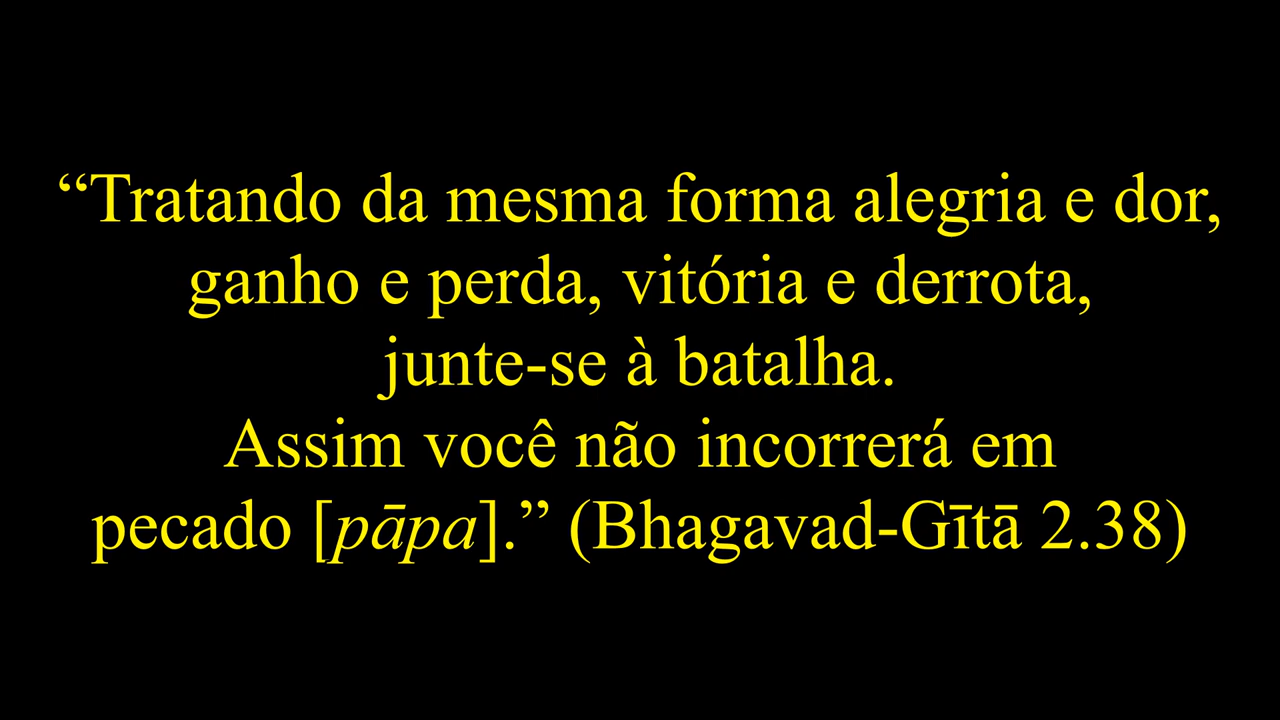 “Tratando da mesma forma alegria e dor,
ganho e perda, vitória e derrota,
junte-se à batalha.
Assim você não incorrerá em
pecado [pāpa].” (Bhagavad-Gītā 2.38)